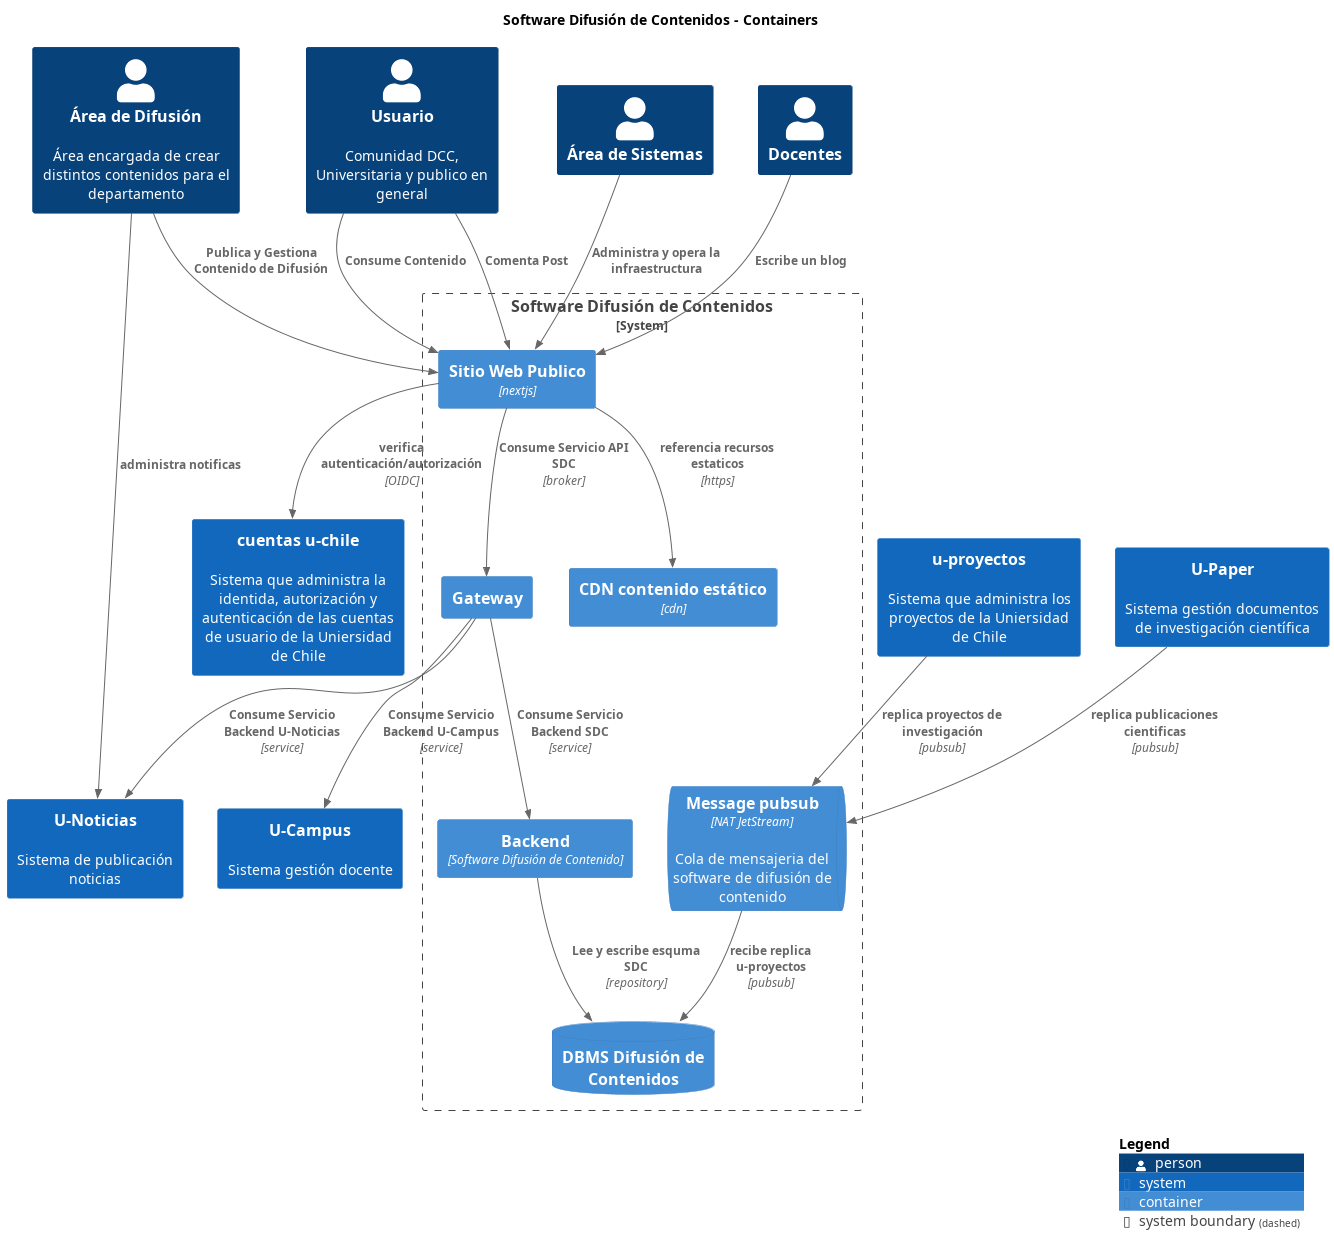 Software Difusión de Contenidos - Containers
Área de Difusión
Área encargada de crear
distintos contenidos para el
departamento
Usuario
Comunidad DCC,
Universitaria y publico en
general
Área de Sistemas
Docentes
Publica y Gestiona
Contenido de Difusión
Consume Contenido
Comenta Post
Administra y opera la
infraestructura
Escribe un blog
Software Difusión de Contenidos
[System]
Sitio Web Publico
[nextjs]
administra notificas
verifica
autenticación/autorización
[OIDC]
Consume Servicio API
SDC
[broker]
referencia recursos
estaticos
[https]
cuentas u-chile
Sistema que administra la
identida, autorización y
autenticación de las cuentas
de usuario de la Uniersidad
de Chile
Gateway
CDN contenido estático
[cdn]
u-proyectos
Sistema que administra los
proyectos de la Uniersidad
de Chile
U-Paper
Sistema gestión documentos
de investigación científica
Consume Servicio
Backend U-Noticias
[service]
Consume Servicio
Backend U-Campus
[service]
Consume Servicio
Backend SDC
[service]
replica proyectos de
investigación
[pubsub]
replica publicaciones
cientificas
[pubsub]
U-Noticias
Sistema de publicación
noticias
U-Campus
Sistema gestión docente
Backend
[Software Difusión de Contenido]
Message pubsub
[NAT JetStream]
Cola de mensajeria del
software de difusión de
contenido
Lee y escribe esquma
SDC
[repository]
recibe replica
u-proyectos
[pubsub]
DBMS Difusión de
Contenidos
Legend
person
system
container
system boundary (dashed)